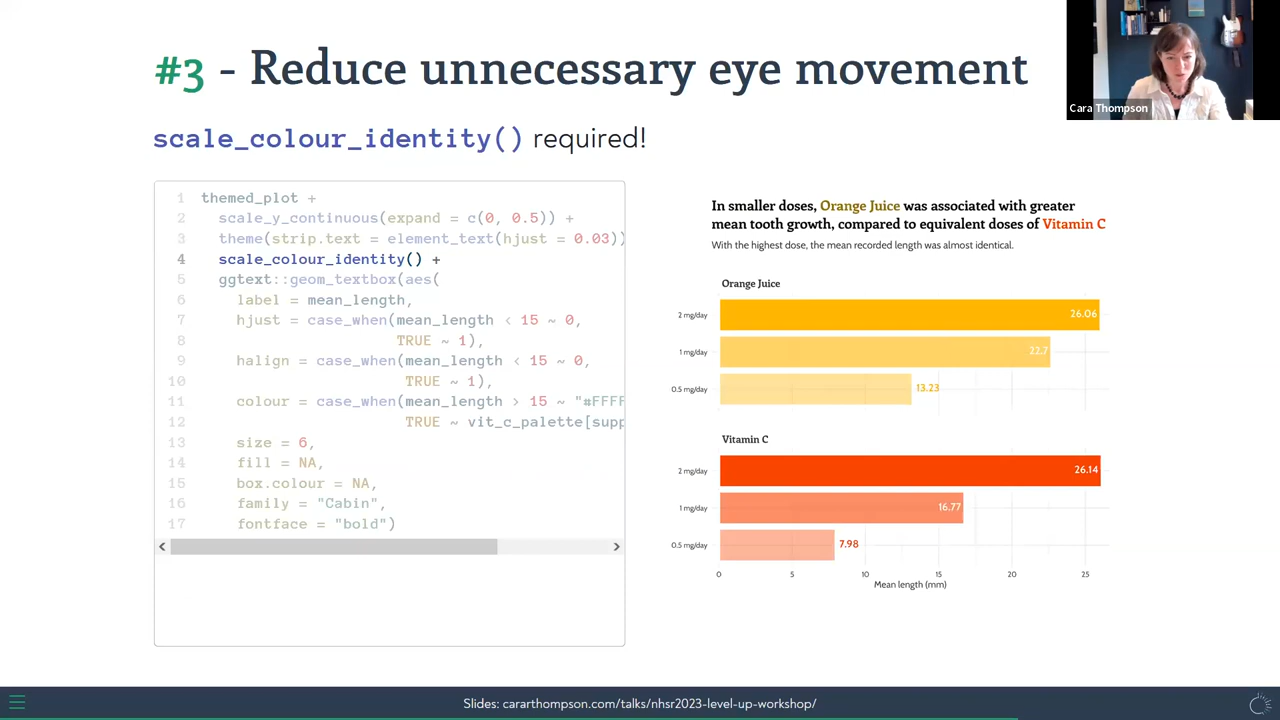 #3 - Reduce unnecessary eye movement
Cara Thompson
scale_colour_identity() required!
1 themed_plot +
2 scale_y_continuous(expand = c(0, 0.5)) +
3 theme(strip.text = element_text(hjust = 0.03))
4 scale_colour_identity() +
5 ggtext::geom_textbox(aes(
6 label = mean_length,
7 hjust = case_when(mean_length < 15 ~ 0,
8 TRUE ~ 1),
9 halign = case_when(mean_length < 15 ~ 0,
10 TRUE ~ 1),
11 colour = case_when(mean_length > 15 ~ "#FFFF
12 TRUE ~ vit_c_palette[supp
13 size = 6,
14 fill = NA,
15 box.colour = NA,
16 family = "Cabin",
17 fontface = "bold")
In smaller doses, Orange Juice was associated with greater
mean tooth growth, compared to equivalent doses of Vitamin C
With the highest dose, the mean recorded length was almost identical.
Orange Juice
2 mg/day 26.06
1 mg/day 22.7
0.5 mg/day 13.23
Vitamin C
2 mg/day 26.14
1 mg/day 16.77
0.5 mg/day 7.98
0 5 10 15 20 25
Mean length (mm)
Slides: cararthompson.com/talks/nhsr2023-level-up-workshop/